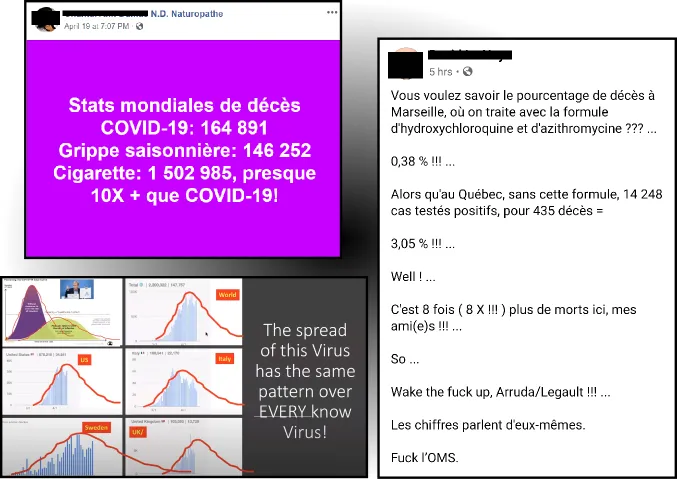 N.D. Naturopathe
April 19 at 7:07 PM
Stats mondiales de décès
COVID-19: 164 891
Grippe saisonnière: 146 252
Cigarette: 1 502 985, presque
10X + que COVID-19!
5 hrs
Vous voulez savoir le pourcentage de décès à
Marseille, où on traite avec la formule
d'hydroxychloroquine et d'azithromycine ??? ...
0,38 % !!! ...
Alors qu'au Québec, sans cette formule, 14 248
cas testés positifs, pour 435 décès =
3,05 % !!! ...
Well ! ...
C'est 8 fois ( 8 X !!! ) plus de morts ici, mes
ami(e)s !!! ...
So ...
Wake the fuck up, Arruda/Legault !!! ...
Les chiffres parlent d'eux-mêmes.
Fuck l'OMS.
World
US
Italy
Sweden
UK/
The spread
of this Virus
has the same
pattern over
EVERY know
Virus!